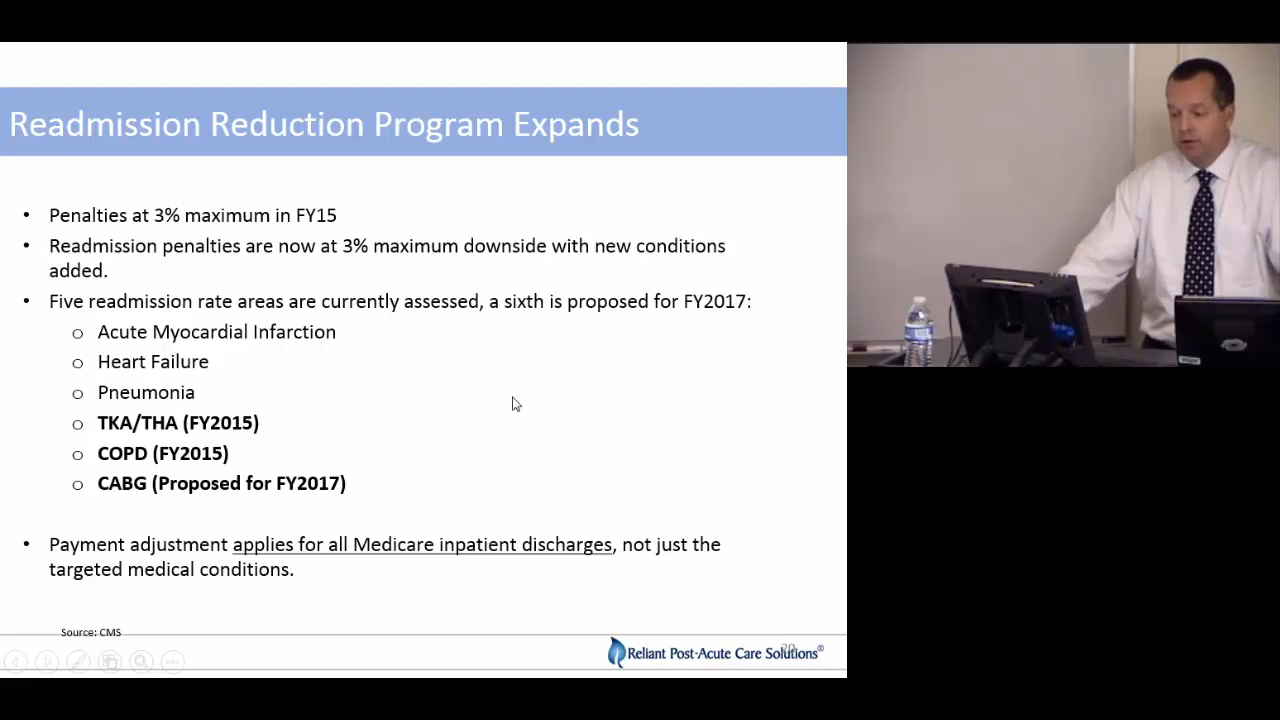 Readmission Reduction Program Expands
• Penalties at 3% maximum in FY15
• Readmission penalties are now at 3% maximum downside with new conditions
added.
• Five readmission rate areas are currently assessed, a sixth is proposed for FY2017:
o Acute Myocardial Infarction
o Heart Failure
o Pneumonia
o TKA/THA (FY2015)
o COPD (FY2015)
o CABG (Proposed for FY2017)
• Payment adjustment applies for all Medicare inpatient discharges, not just the
targeted medical conditions.
Source: CMS
20
Reliant Post-Acute Care Solutions®